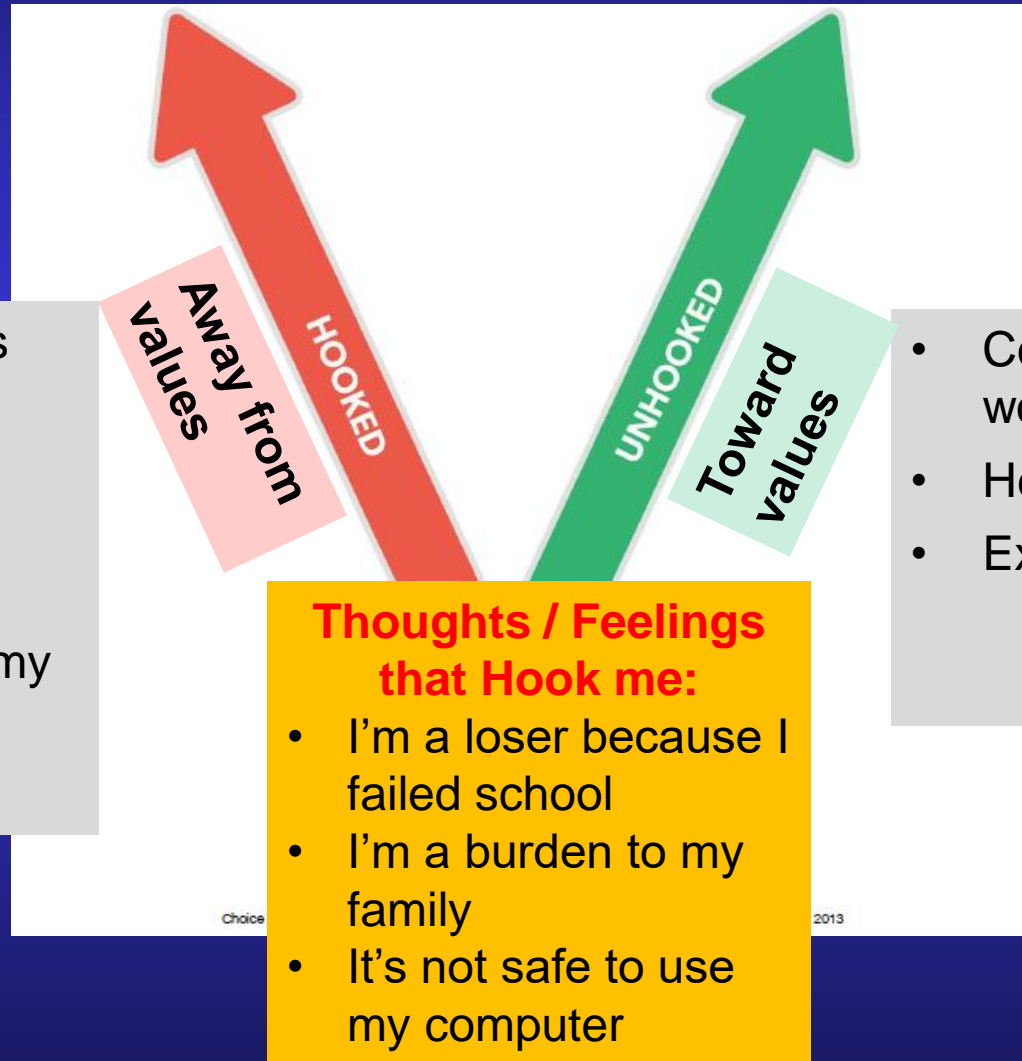 HOOKED
UNHOOKED
Away from
values
Toward
values
my
Thoughts / Feelings
that Hook me:
• I'm a loser because I
failed school
• I'm a burden to my
family
• It's not safe to use
my computer
Choice
2013